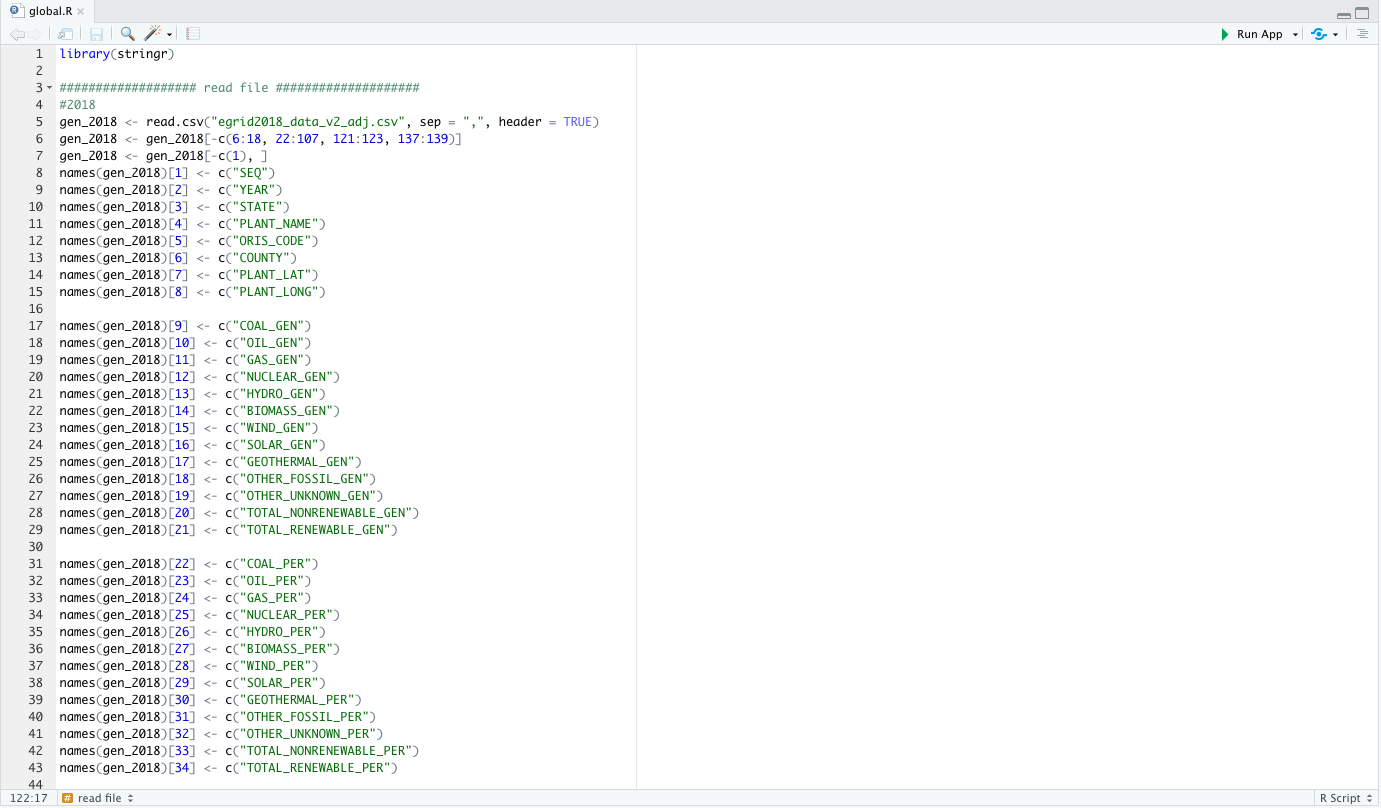 global.R
Run App
1 library(stringr)
2
3 ################### read file ####################
4 #2018
5 gen_2018 <- read.csv("egrid2018_data_v2_adj.csv", sep = ",", header = TRUE)
6 gen_2018 <- gen_2018[-c(6:18, 22:107, 121:123, 137:139)]
7 gen_2018 <- gen_2018[-c(1), ]
8 names(gen_2018)[1] <- c("SEQ")
9 names(gen_2018)[2] <- c("YEAR")
10 names(gen_2018)[3] <- c("STATE")
11 names(gen_2018)[4] <- c("PLANT_NAME")
12 names(gen_2018)[5] <- c("ORIS_CODE")
13 names(gen_2018)[6] <- c("COUNTY")
14 names(gen_2018)[7] <- c("PLANT_LAT")
15 names(gen_2018)[8] <- c("PLANT_LONG")
16
17 names(gen_2018)[9] <- c("COAL_GEN")
18 names(gen_2018)[10] <- c("OIL_GEN")
19 names(gen_2018)[11] <- c("GAS_GEN")
20 names(gen_2018)[12] <- c("NUCLEAR_GEN")
21 names(gen_2018)[13] <- c("HYDRO_GEN")
22 names(gen_2018)[14] <- c("BIOMASS_GEN")
23 names(gen_2018)[15] <- c("WIND_GEN")
24 names(gen_2018)[16] <- c("SOLAR_GEN")
25 names(gen_2018)[17] <- c("GEOTHERMAL_GEN")
26 names(gen_2018)[18] <- c("OTHER_FOSSIL_GEN")
27 names(gen_2018)[19] <- c("OTHER_UNKNOWN_GEN")
28 names(gen_2018)[20] <- c("TOTAL_NONRENEWABLE_GEN")
29 names(gen_2018)[21] <- c("TOTAL_RENEWABLE_GEN")
30
31 names(gen_2018)[22] <- c("COAL_PER")
32 names(gen_2018)[23] <- c("OIL_PER")
33 names(gen_2018)[24] <- c("GAS_PER")
34 names(gen_2018)[25] <- c("NUCLEAR_PER")
35 names(gen_2018)[26] <- c("HYDRO_PER")
36 names(gen_2018)[27] <- c("BIOMASS_PER")
37 names(gen_2018)[28] <- c("WIND_PER")
38 names(gen_2018)[29] <- c("SOLAR_PER")
39 names(gen_2018)[30] <- c("GEOTHERMAL_PER")
40 names(gen_2018)[31] <- c("OTHER_FOSSIL_PER")
41 names(gen_2018)[32] <- c("OTHER_UNKNOWN_PER")
42 names(gen_2018)[33] <- c("TOTAL_NONRENEWABLE_PER")
43 names(gen_2018)[34] <- c("TOTAL_RENEWABLE_PER")
44
122:17 # read file R Script